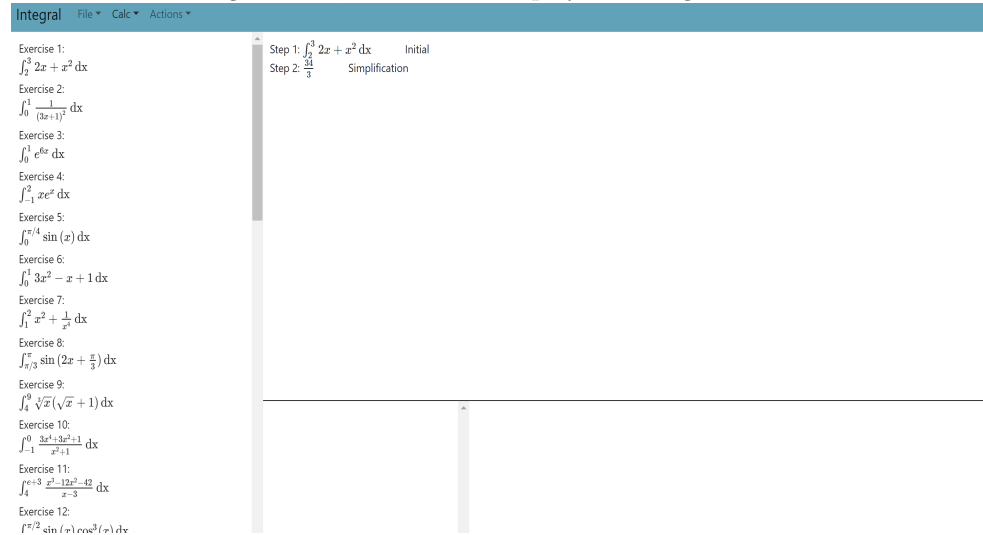 Integral File Calc Actions
Exercise 1:
∫_2^3 2x + x^2 dx
Exercise 2:
∫_0^1 1/(3x+1)^2 dx
Exercise 3:
∫_0^1 e^{6x} dx
Exercise 4:
∫_{-1}^2 xe^x dx
Exercise 5:
∫_0^{π/4} sin (x) dx
Exercise 6:
∫_0^1 3x^2 − x + 1 dx
Exercise 7:
∫_1^2 x^2 + 1/x^4 dx
Exercise 8:
∫_{π/3}^π sin (2x + π/3) dx
Exercise 9:
∫_4^9 ∛x(√x + 1) dx
Exercise 10:
∫_{-1}^0 (3x^4+3x^2+1)/(x^2+1) dx
Exercise 11:
∫_4^{e+3} (x^3−12x^2−42)/(x−3) dx
Exercise 12:
∫^{π/2} sin (x) cos^3(x) dx
Step 1: ∫_2^3 2x + x^2 dx Initial
Step 2: 34/3 Simplification